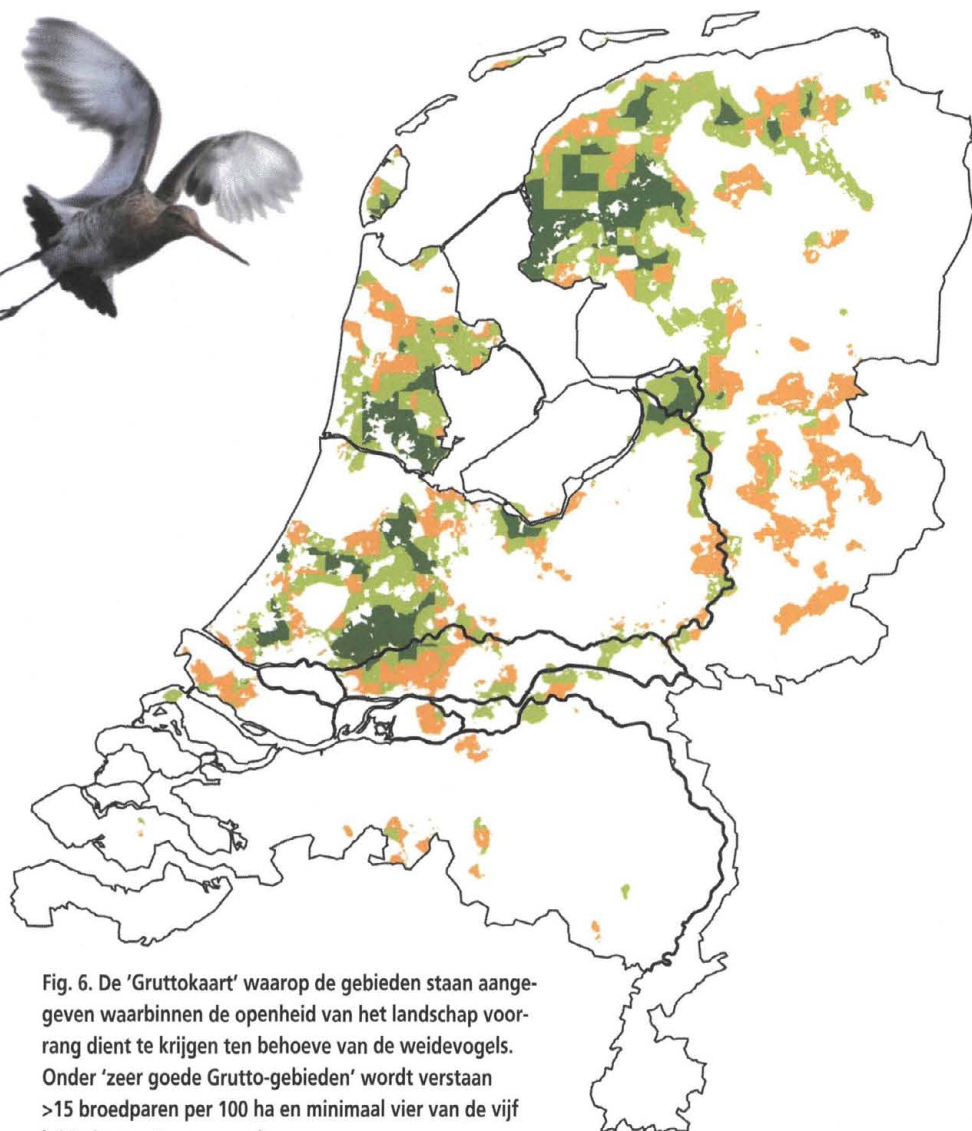 Fig. 6. De 'Gruttokaart' waarop de gebieden staan aange-
geven waarbinnen de openheid van het landschap voor-
rang dient te krijgen ten behoeve van de weidevogels.
Onder 'zeer goede Grutto-gebieden' wordt verstaan
>15 broedparen per 100 ha en minimaal vier van de vijf